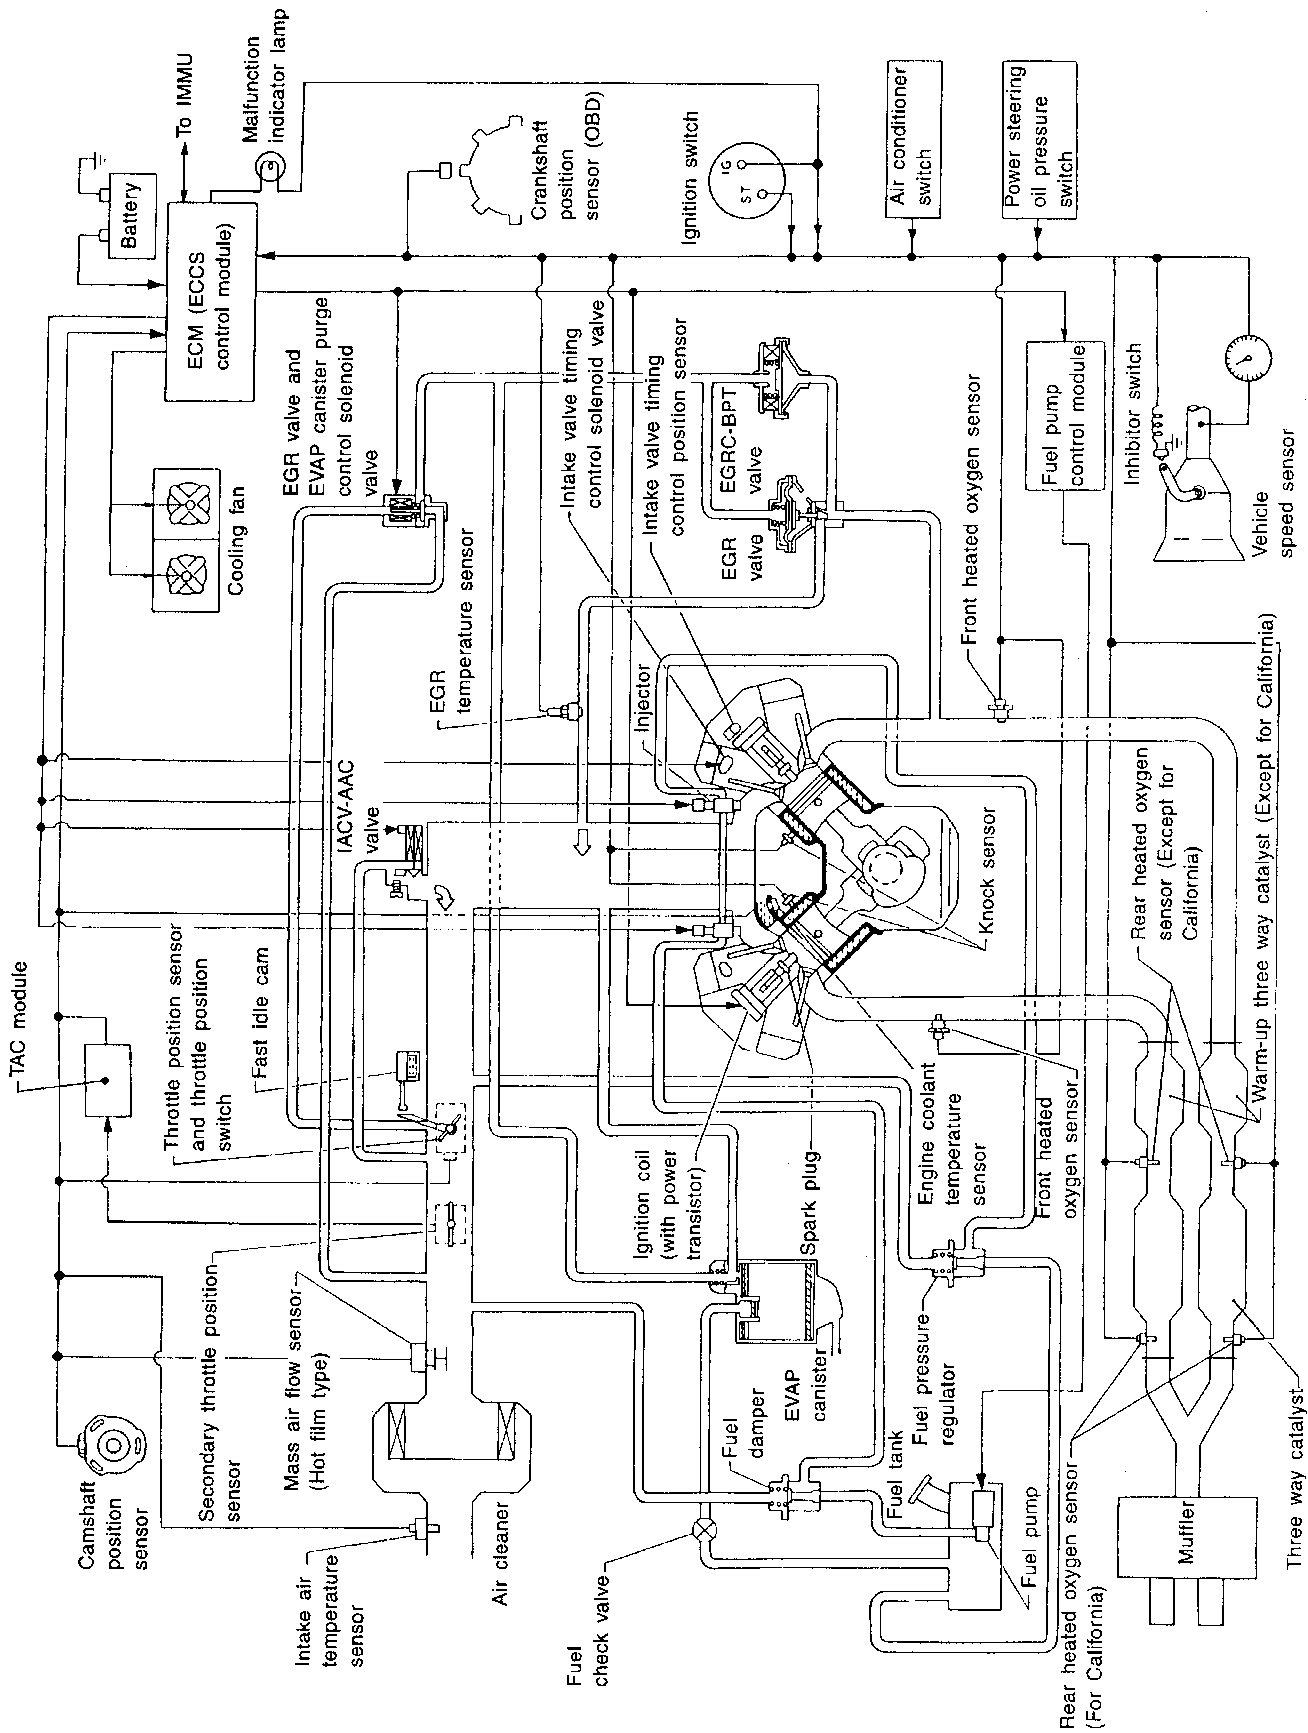 Camshaft
position
sensor
Intake air
temperature
sensor
Air cleaner
Fuel
check valve
Secondary throttle position
sensor
Mass air flow sensor
(Hot film type)
TAC module
Throttle position sensor
and throttle position
switch
Fast idle cam
IACV-AAC
valve
Cooling fan
Battery
To IMMU
Malfunction
indicator lamp
ECM (ECCS
control module)
EGR valve and
EVAP canister purge
control solenoid
valve
EGR
temperature sensor
Crankshaft
position
sensor (OBD)
Intake valve timing
control solenoid valve
Intake valve timing
control position sensor
Injector
Ignition switch
ST
IG
EGRC-BPT
valve
EGR
valve
Air conditioner
switch
Power steering
oil pressure
switch
Front heated oxygen sensor
Fuel pump
control module
Inhibitor switch
Vehicle
speed sensor
Knock sensor
Ignition coil
(with power
transistor)
Spark plug
Engine coolant
temperature
sensor
Front heated
oxygen sensor
Rear heated oxygen
sensor (Except for
California)
Warm-up three way catalyst (Except for California)
EVAP
canister
Fuel
damper
Fuel pressure
regulator
Fuel tank
Fuel pump
Rear heated oxygen sensor
(For California)
Muffler
Three way catalyst